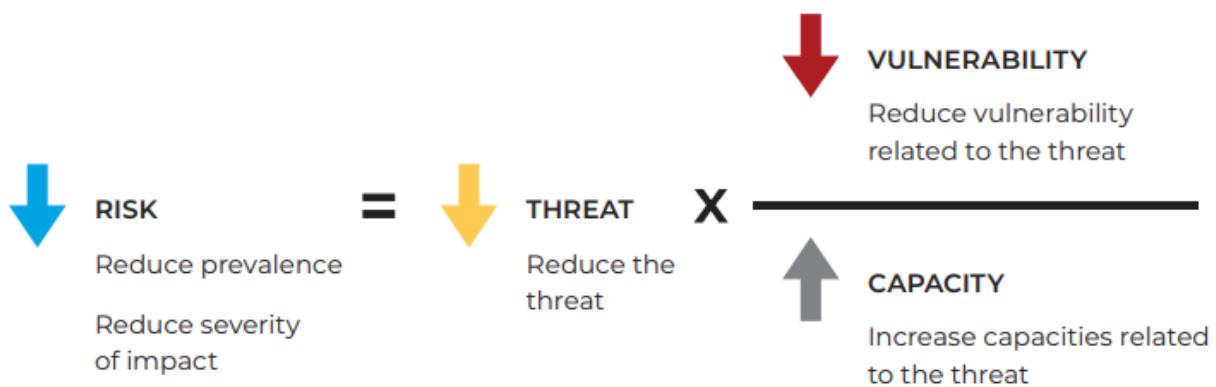 VULNERABILITY
Reduce vulnerability
related to the threat
RISK
Reduce prevalence
Reduce severity
of impact
=
THREAT
Reduce the
threat
X
CAPACITY
Increase capacities related
to the threat